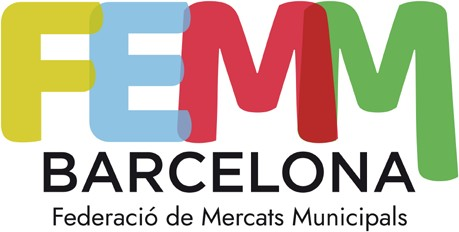 FEMM
BARCELONA
Federació de Mercats Municipals